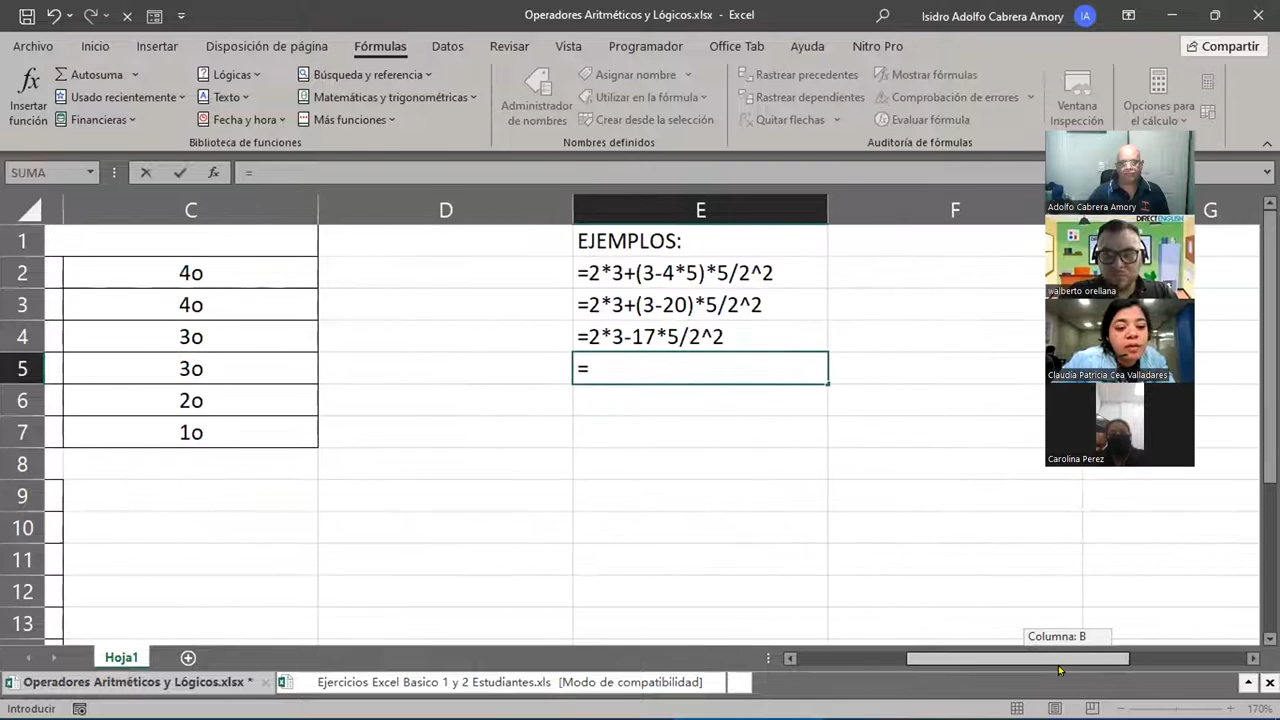 Operadores Aritméticos y Lógicos.xlsx - Excel
Isidro Adolfo Cabrera Amory
IA
Archivo Inicio Insertar Disposición de página Fórmulas Datos Revisar Vista Programador Office Tab Ayuda Nitro Pro
Compartir
fx
Insertar función
Autosuma
Usado recientemente
Financieras
Lógicas
Texto
Fecha y hora
Búsqueda y referencia
Matemáticas y trigonométricas
Más funciones
Biblioteca de funciones
Administrador de nombres
Asignar nombre
Utilizar en la fórmula
Crear desde la selección
Nombres definidos
Rastrear precedentes
Rastrear dependientes
Quitar flechas
Mostrar fórmulas
Comprobación de errores
Evaluar fórmula
Auditoría de fórmulas
Ventana Inspección
Opciones para el cálculo
SUMA
fx
=
C D E F G
1 EJEMPLOS:
2 4o =2*3+(3-4*5)*5/2^2
3 4o =2*3+(3-20)*5/2^2
4 3o =2*3-17*5/2^2
5 3o =
6 2o
7 1o
8
9
10
11
12
13
Adolfo Cabrera Amory
DIRECT ENGLISH
walberto orellana
Claudia Patricia Cea Valladares
Carolina Perez
Columna: B
Hoja1
Operadores Aritméticos y Lógicos.xlsx *
Ejercicios Excel Basico 1 y 2 Estudiantes.xls [Modo de compatibilidad]
Introducir
170%